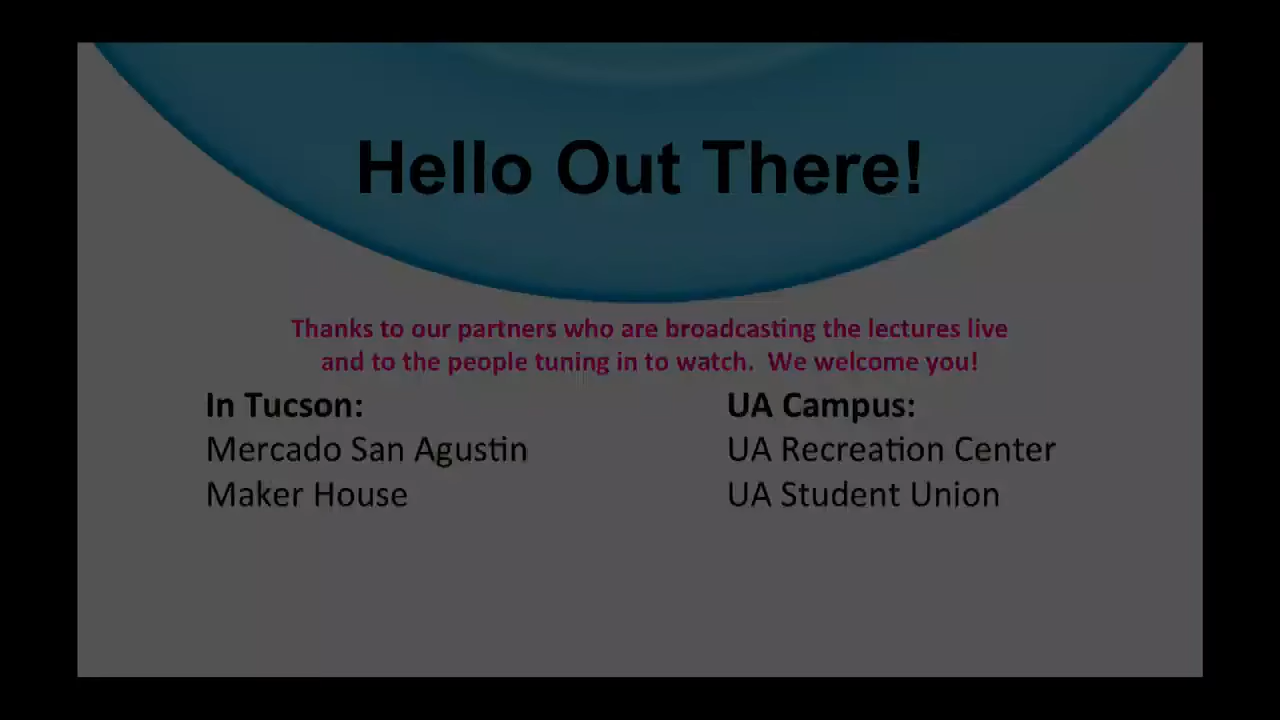 Hello Out There!
Thanks to our partners who are broadcasting the lectures live
and to the people tuning in to watch.  We welcome you!
In Tucson:
Mercado San Agustin
Maker House
UA Campus:
UA Recreation Center
UA Student Union